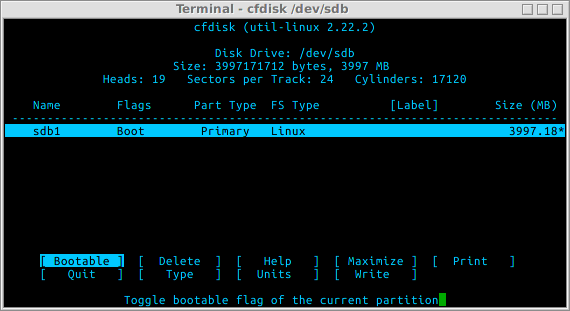 Terminal - cfdisk /dev/sdb
cfdisk (util-linux 2.22.2)
Disk Drive: /dev/sdb
Size: 3997171712 bytes, 3997 MB
Heads: 19   Sectors per Track: 24   Cylinders: 17120
Name   Flags   Part Type   FS Type   [Label]   Size (MB)
------------------------------------------------------------------------------
sdb1   Boot   Primary   Linux   3997.18*
[ Bootable ]  [ Delete ]  [ Help ]  [ Maximize ]  [ Print ]
[ Quit ]  [ Type ]  [ Units ]  [ Write ]
Toggle bootable flag of the current partition